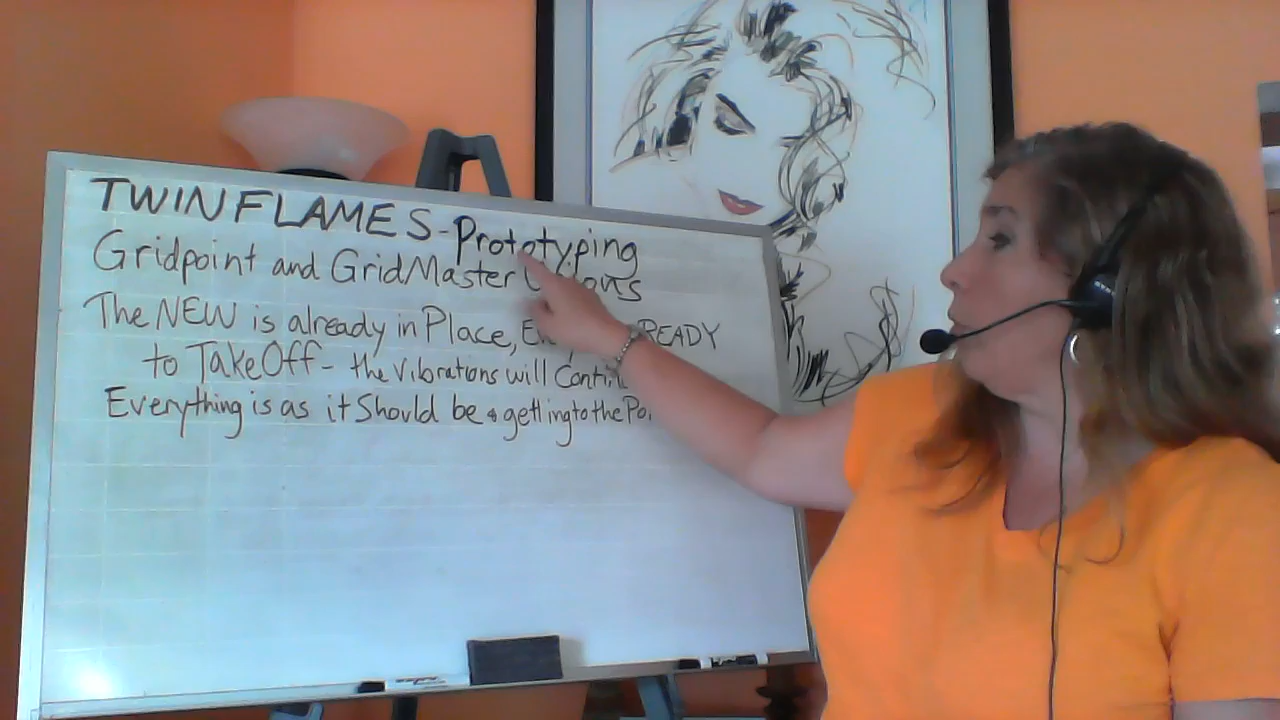 TWIN FLAMES - Prototyping
Gridpoint and GridMaster
The NEW is already in Place, READY
to TakeOff - the Vibrations will
Everything is as it Should be & getting to the